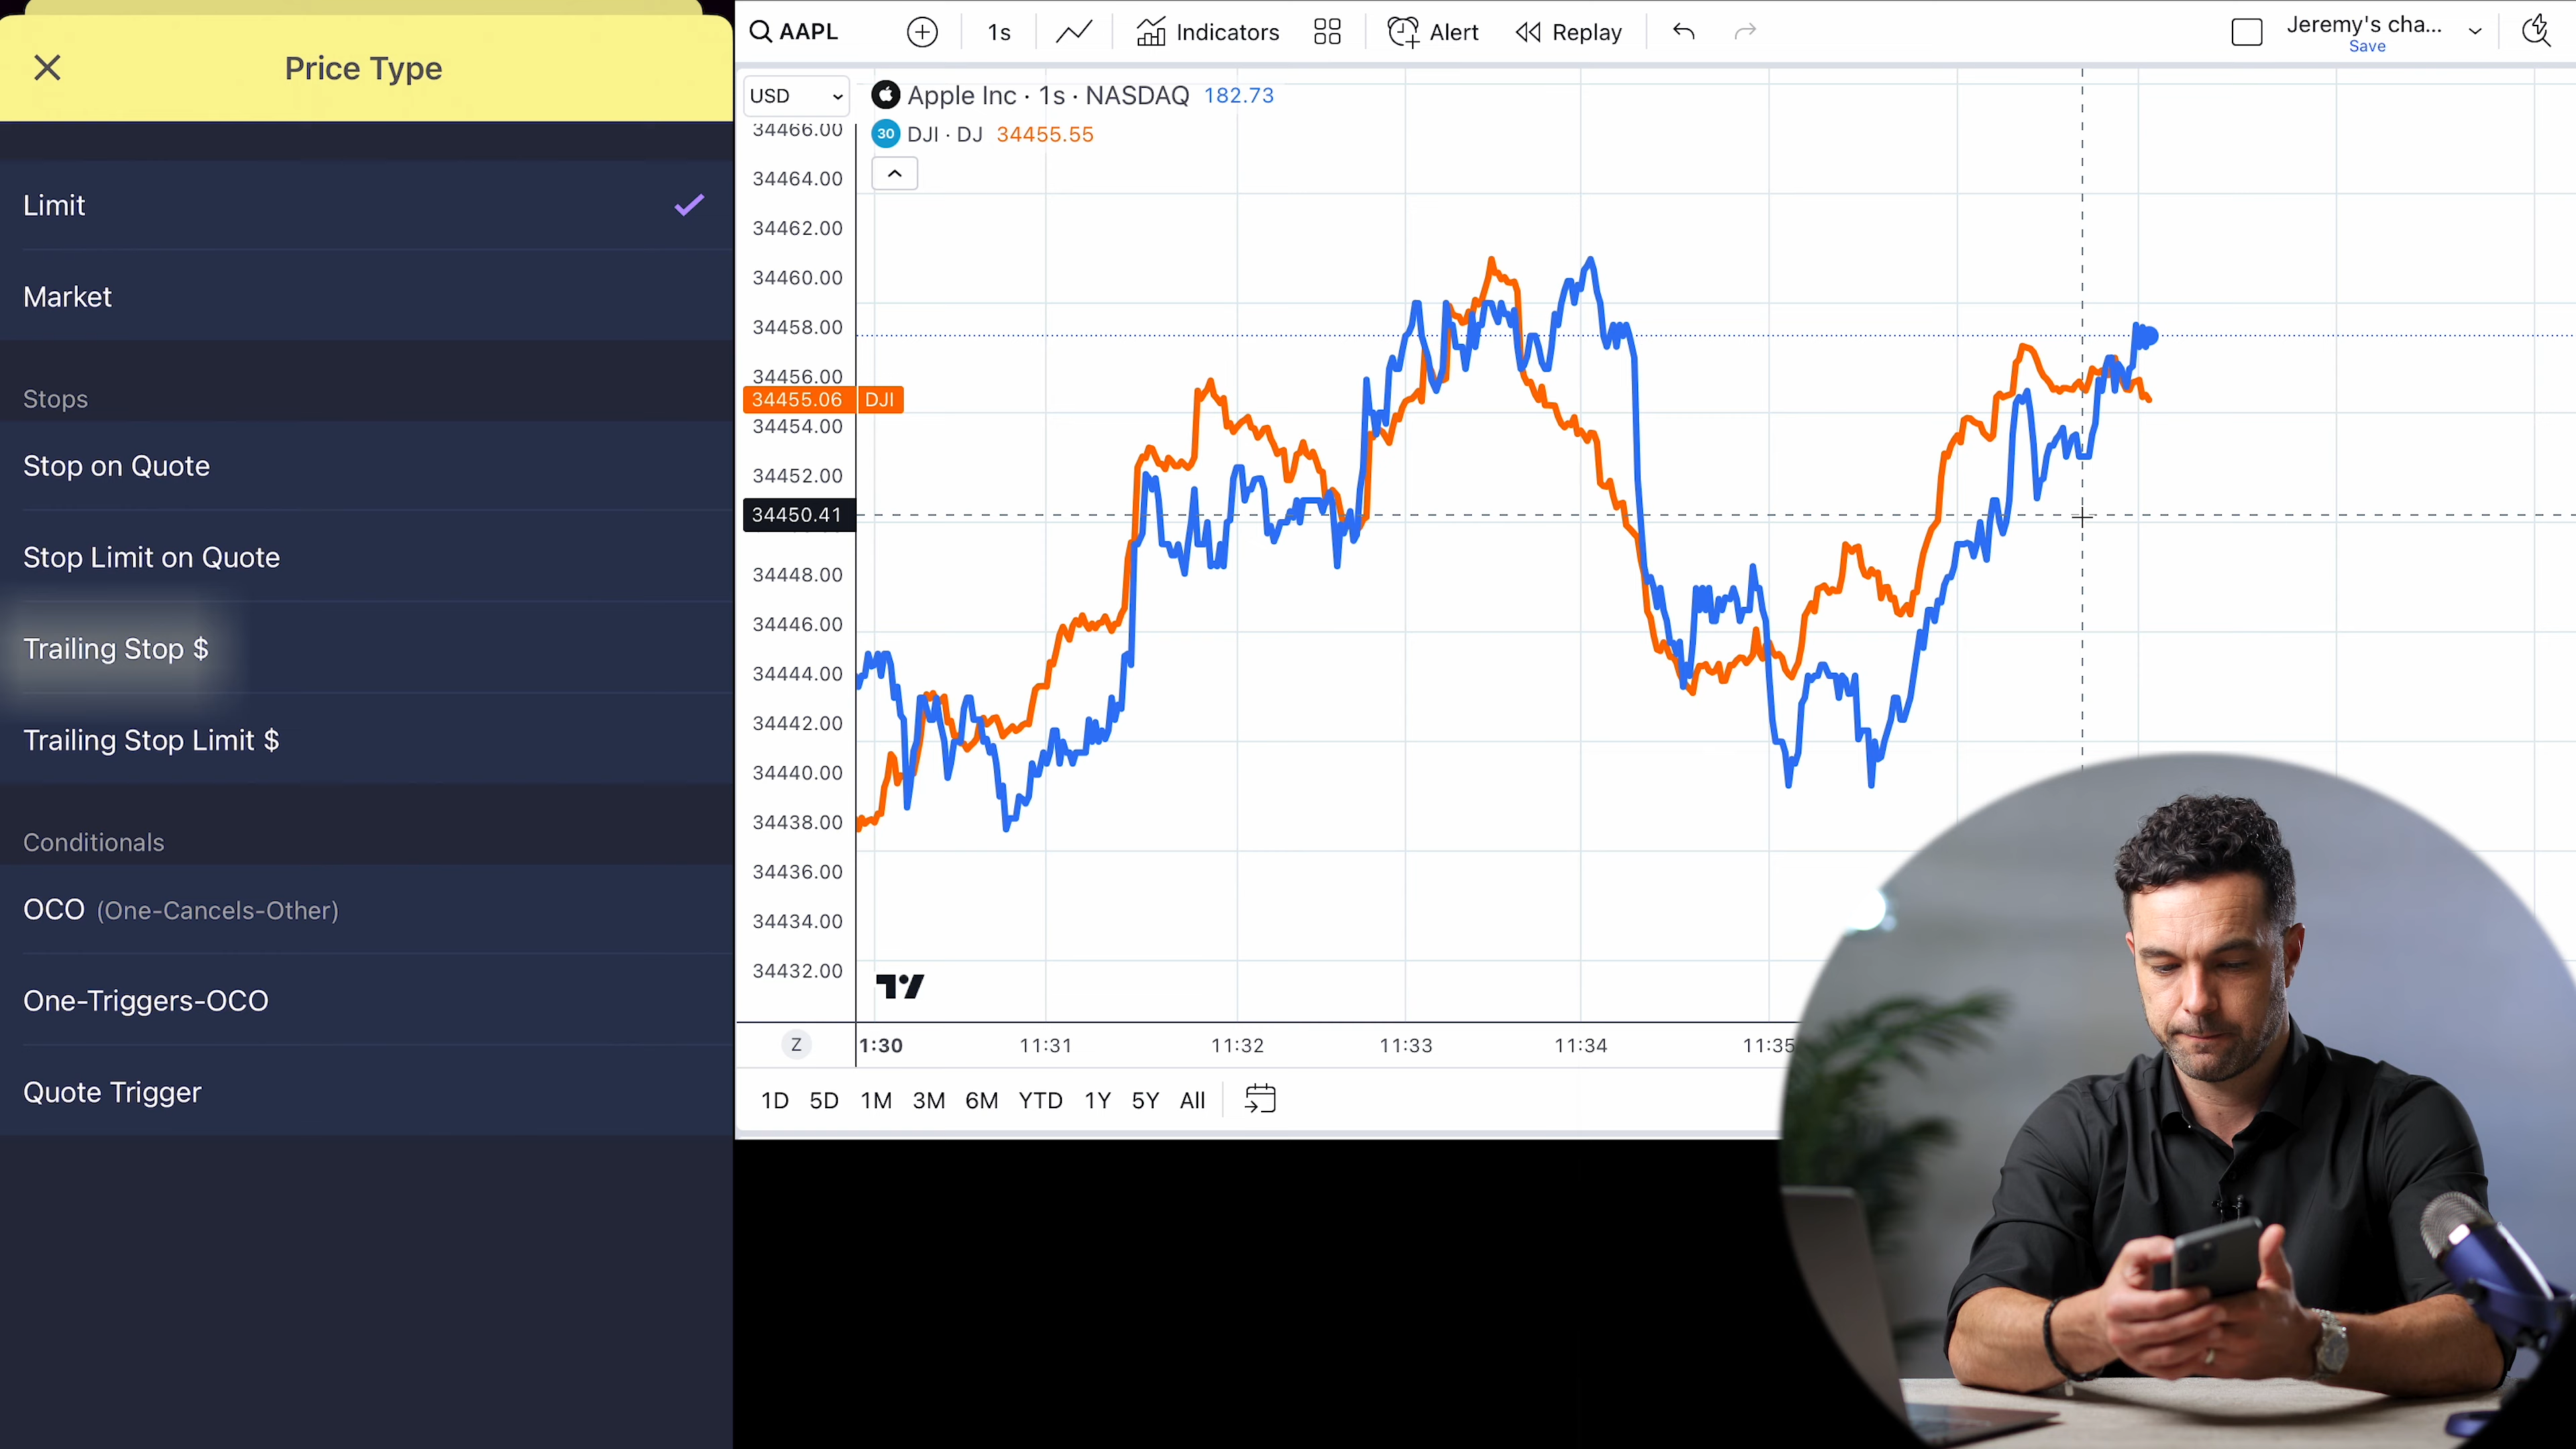 Price Type
Limit
Market
Stops
Stop on Quote
Stop Limit on Quote
Trailing Stop $
Trailing Stop Limit $
Conditionals
OCO (One-Cancels-Other)
One-Triggers-OCO
Quote Trigger
AAPL
1s
Indicators
Alert
Replay
Jeremy's cha...
Save
USD
Apple Inc · 1s · NASDAQ 182.73
30 DJI · DJ 34455.55
34466.00
34464.00
34462.00
34460.00
34458.00
34456.00
34455.06 DJI
34454.00
34452.00
34450.41
34448.00
34446.00
34444.00
34442.00
34440.00
34438.00
34436.00
34434.00
34432.00
Z
1:30 11:31 11:32 11:33 11:34 11:35
1D 5D 1M 3M 6M YTD 1Y 5Y All